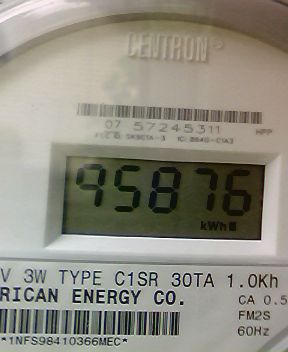 CENTRON®
07 57245311 HPP
95876
kWh
V 3W TYPE C1SR 30TA 1.0Kh
RICAN ENERGY CO. CA 0.5
FM2S
60Hz
*1NFS98410366MEC*